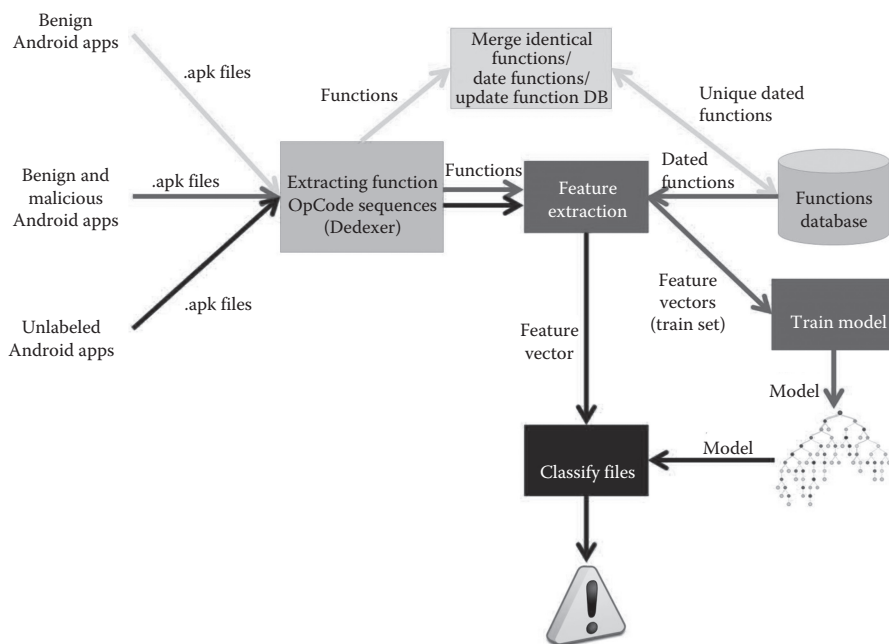 Benign
Android apps
.apk files
Merge identical
functions/
date functions/
update function DB
Functions
Unique dated
functions
Benign and
malicious
Android apps
.apk files
Extracting function
OpCode sequences
(Dedexer)
Functions
Feature
extraction
Dated
functions
Functions
database
.apk files
Unlabeled
Android apps
Feature
vector
Feature
vectors
(train set)
Train model
Model
Classify files
Model